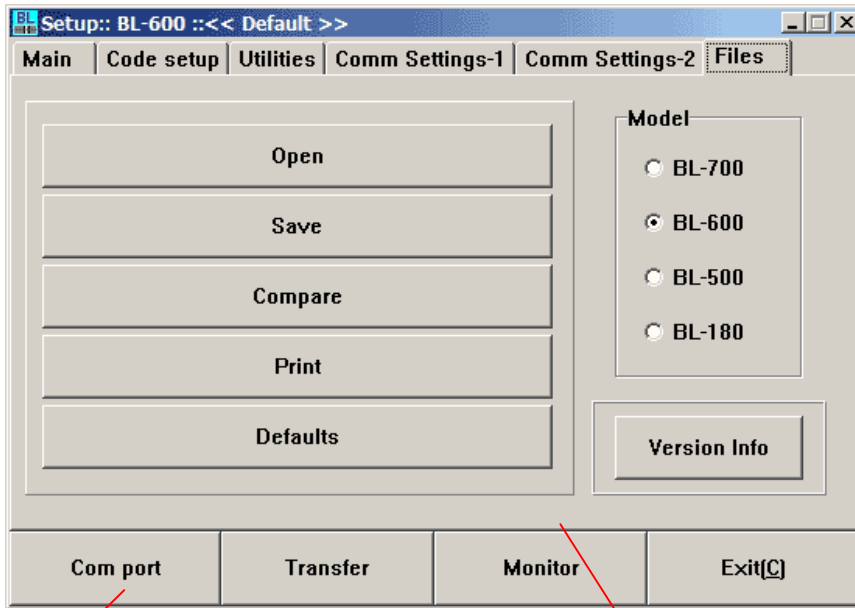 BL
Setup:: BL-600 ::<< Default >>
Main Code setup Utilities Comm Settings-1 Comm Settings-2 Files
Open
Save
Compare
Print
Defaults
Model
BL-700
BL-600
BL-500
BL-180
Version Info
Com port Transfer Monitor Exit(C)